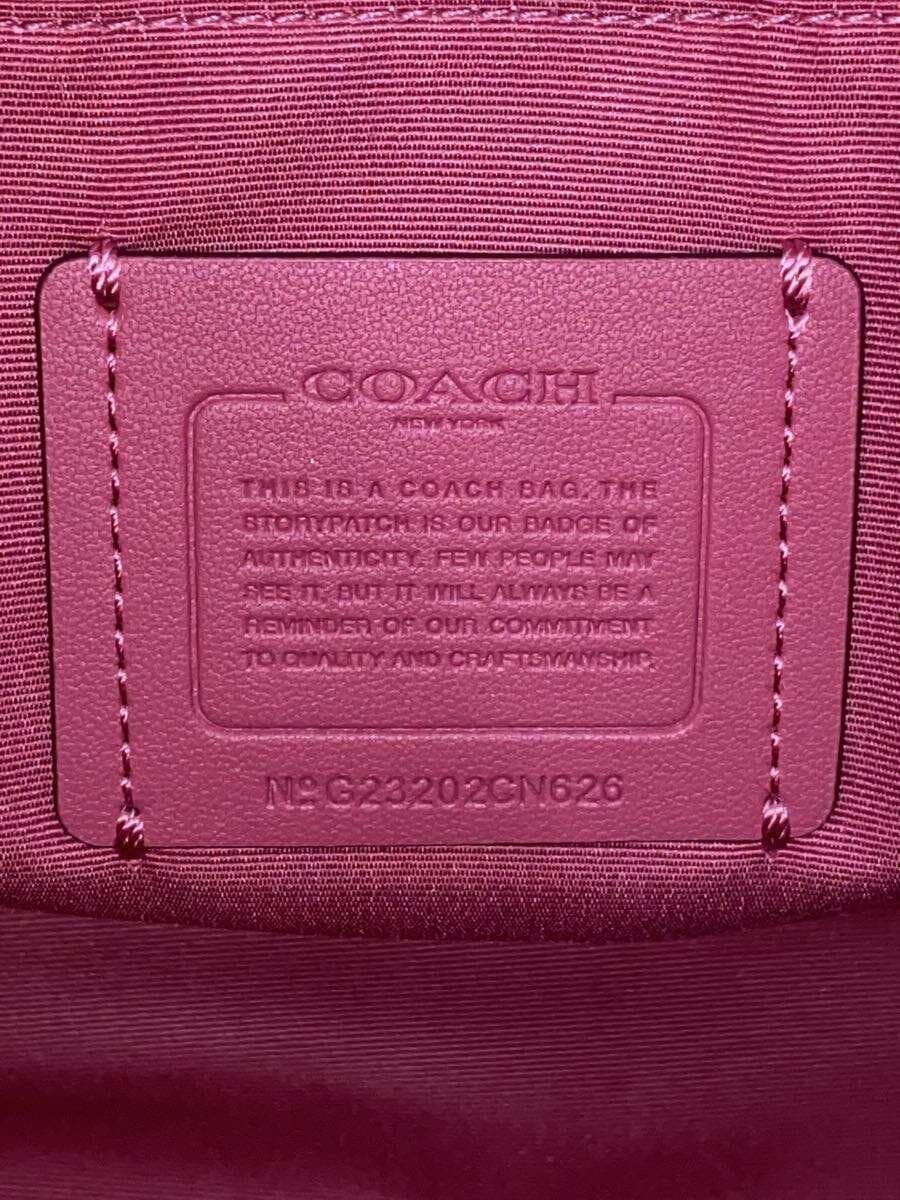 COACH
NEW YORK
THIS IS A COACH BAG. THE
STORYPATCH IS OUR BADGE OF
AUTHENTICITY. FEW PEOPLE MAY
SEE IT, BUT IT WILL ALWAYS BE A
REMINDER OF OUR COMMITMENT
TO QUALITY AND CRAFTSMANSHIP.
Nº G23202CN626